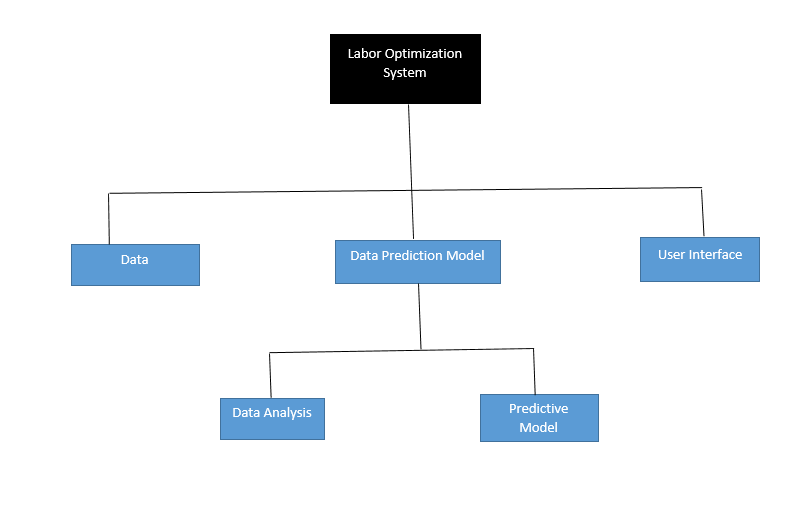 Labor Optimization
System
Data
Data Prediction Model
User Interface
Data Analysis
Predictive
Model